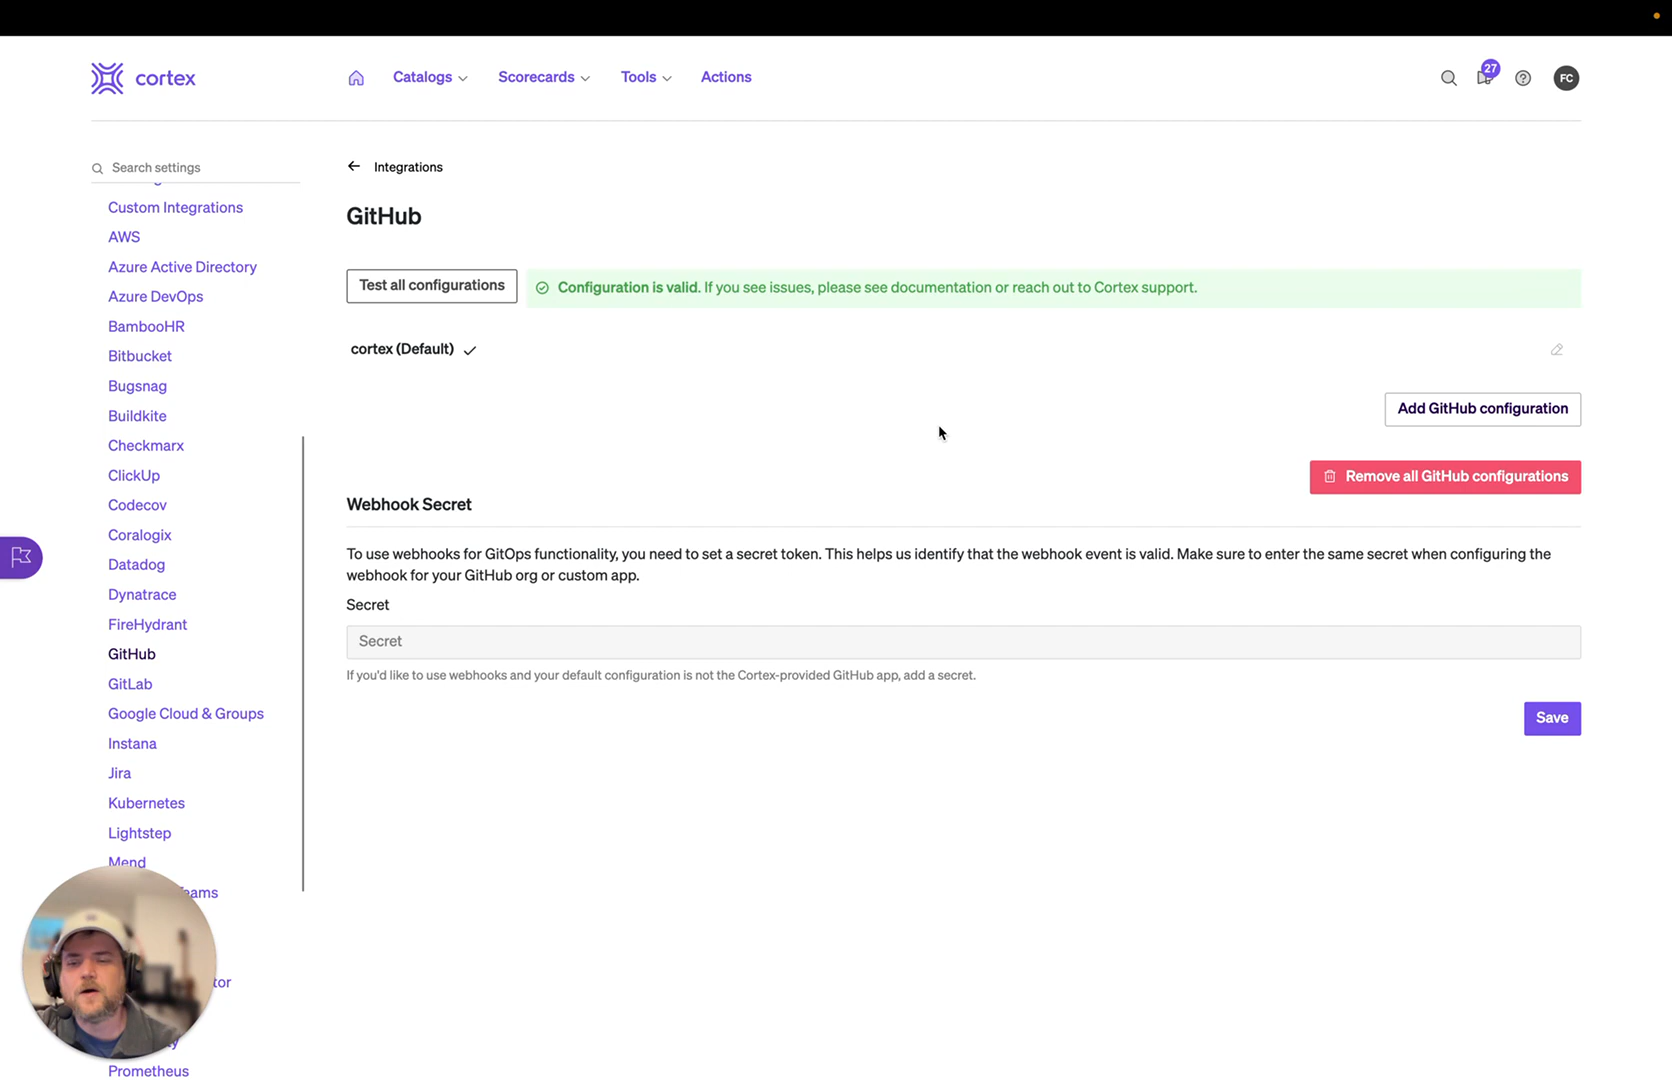 cortex
Catalogs
Scorecards
Tools
Actions
27
FC
Search settings
Custom Integrations
AWS
Azure Active Directory
Azure DevOps
BambooHR
Bitbucket
Bugsnag
Buildkite
Checkmarx
ClickUp
Codecov
Coralogix
Datadog
Dynatrace
FireHydrant
GitHub
GitLab
Google Cloud & Groups
Instana
Jira
Kubernetes
Lightstep
Mend
Prometheus
Integrations
GitHub
Test all configurations
Configuration is valid. If you see issues, please see documentation or reach out to Cortex support.
cortex (Default)
Add GitHub configuration
Remove all GitHub configurations
Webhook Secret
To use webhooks for GitOps functionality, you need to set a secret token. This helps us identify that the webhook event is valid. Make sure to enter the same secret when configuring the
webhook for your GitHub org or custom app.
Secret
Secret
If you'd like to use webhooks and your default configuration is not the Cortex-provided GitHub app, add a secret.
Save